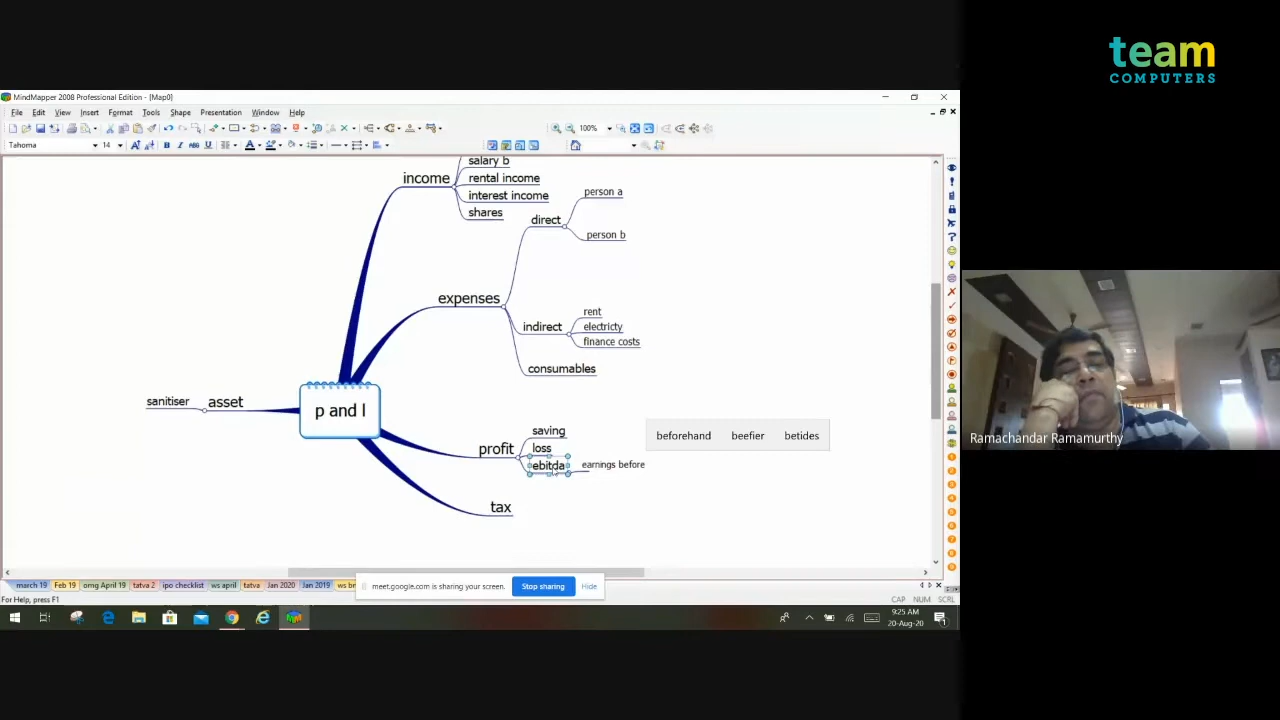 team
COMPUTERS
MindMapper 2008 Professional Edition - [Map0]
File Edit View Insert Format Tools Shape Presentation Window Help
100%
Tahoma 14 B I ABC U
salary b
income
rental income
interest income
shares
person a
direct
person b
expenses
rent
indirect
electricty
finance costs
consumables
sanitiser
asset
p and l
saving
profit
loss
ebitda
earnings before
beforehand beefier betides
tax
Ramachandar Ramamurthy
march 19 Feb 19 omg April 19 tatva 2 ipo checklist ws april tatva Jan 2020 Jan 2019 ws br
meet.google.com is sharing your screen. Stop sharing Hide
For Help, press F1
CAP NUM SCRL
9:25 AM
20-Aug-20